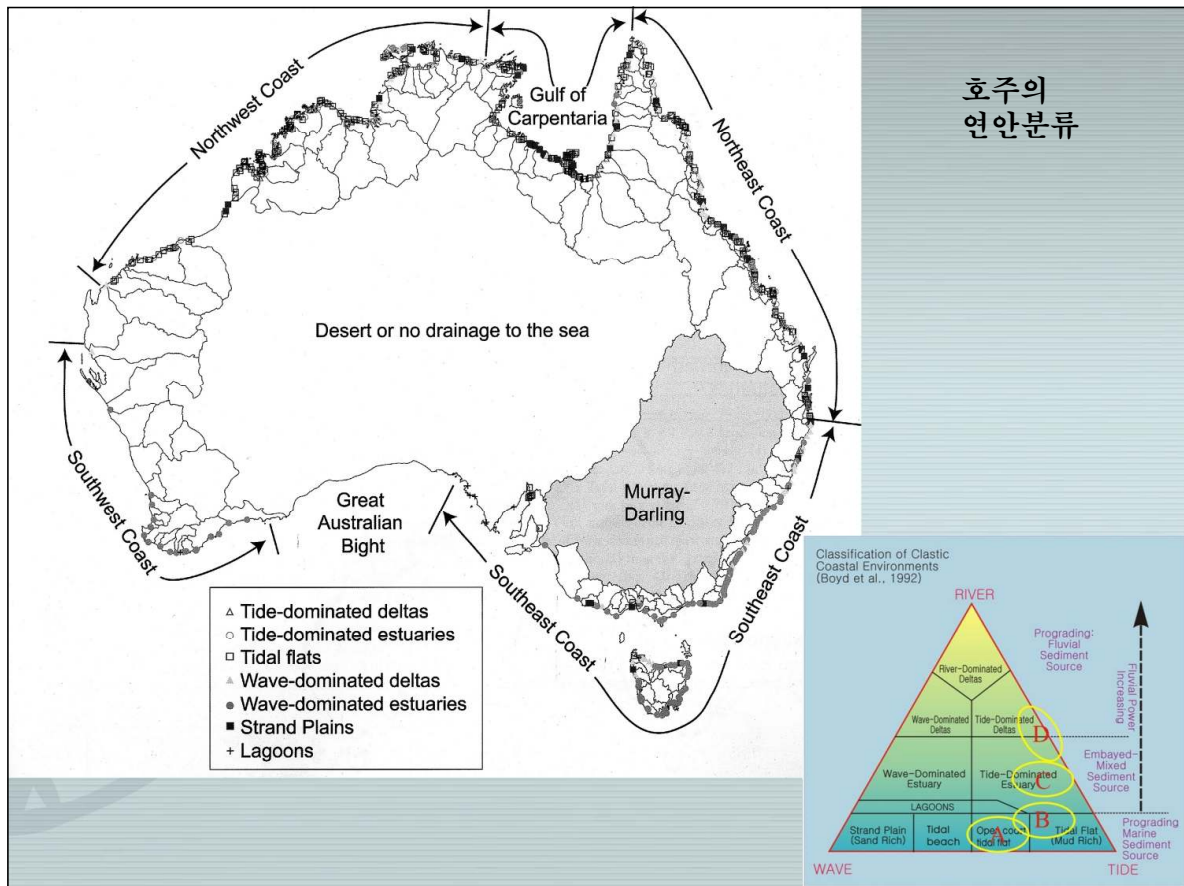 호주의
연안분류
Northwest Coast
Gulf of
Carpentaria
Northeast Coast
Desert or no drainage to the sea
Murray-
Darling
Southwest Coast
Great
Australian
Bight
Southeast Coast
Southeast Coast
Tide-dominated deltas
Tide-dominated estuaries
Tidal flats
Wave-dominated deltas
Wave-dominated estuaries
Strand Plains
Lagoons
Classification of Clastic
Coastal Environments
(Boyd et al., 1992)
RIVER
Prograding:
Fluvial
Sediment
Source
Fluvial Power
Increasing
River-Dominated
Deltas
Wave-Dominated
Deltas
Tide-Dominated
Deltas
D
Embayed-
Mixed
Sediment
Source
Wave-Dominated
Estuary
Tide-Dominated
Estuary
C
LAGOONS
B
Strand Plain
(Sand Rich)
Tidal
beach
Open coast
tidal flat
A
Tidal Flat
(Mud Rich)
Prograding
Marine
Sediment
Source
WAVE
TIDE